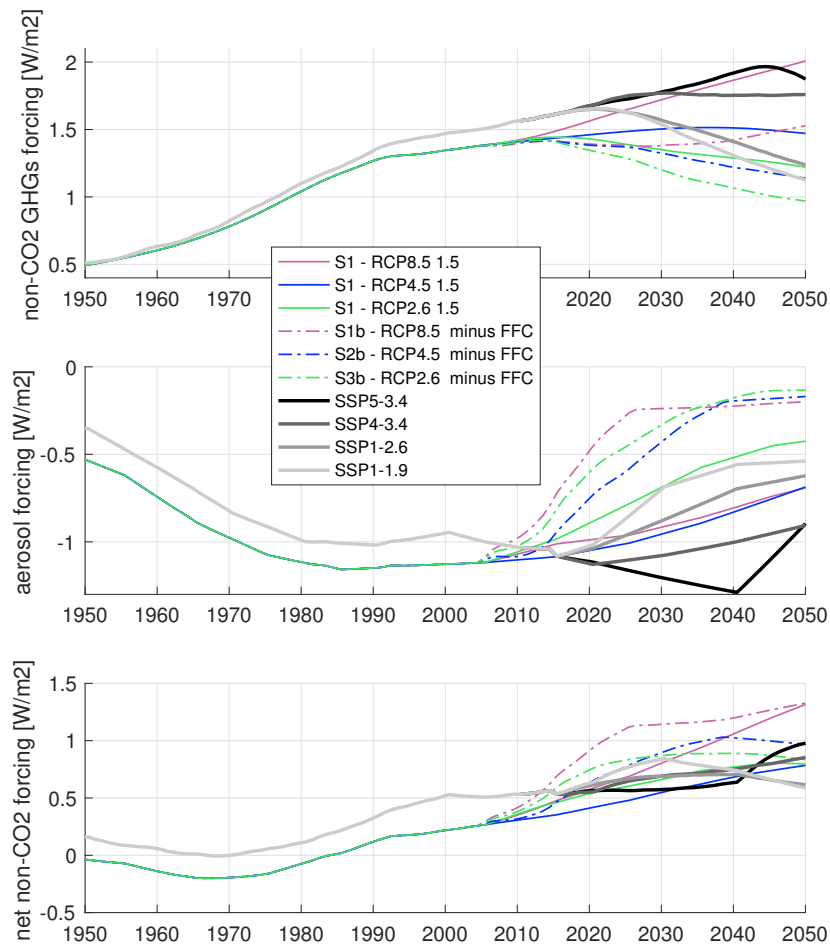 non-CO2 GHGs forcing [W/m2]
2
1.5
1
0.5
1950 1960 1970 2020 2030 2040 2050
S1 - RCP8.5 1.5
S1 - RCP4.5 1.5
S1 - RCP2.6 1.5
S1b - RCP8.5 minus FFC
S2b - RCP4.5 minus FFC
S3b - RCP2.6 minus FFC
SSP5-3.4
SSP4-3.4
SSP1-2.6
SSP1-1.9
aerosol forcing [W/m2]
0
-0.5
-1
1950 1960 1970 1980 1990 2000 2010 2020 2030 2040 2050
net non-CO2 forcing [W/m2]
1.5
1
0.5
0
-0.5
1950 1960 1970 1980 1990 2000 2010 2020 2030 2040 2050